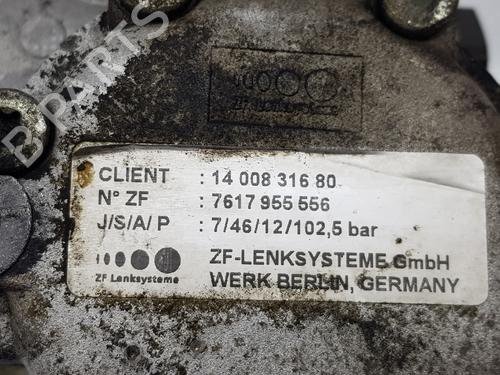 B-PARTS
CLIENT : 14 008 316 80
N° ZF : 7617 955 556
J/S/A/ P : 7/46/12/102,5 bar
ZF-LENKSYSTEME GmbH
ZF Lenksysteme
WERK BERLIN, GERMANY